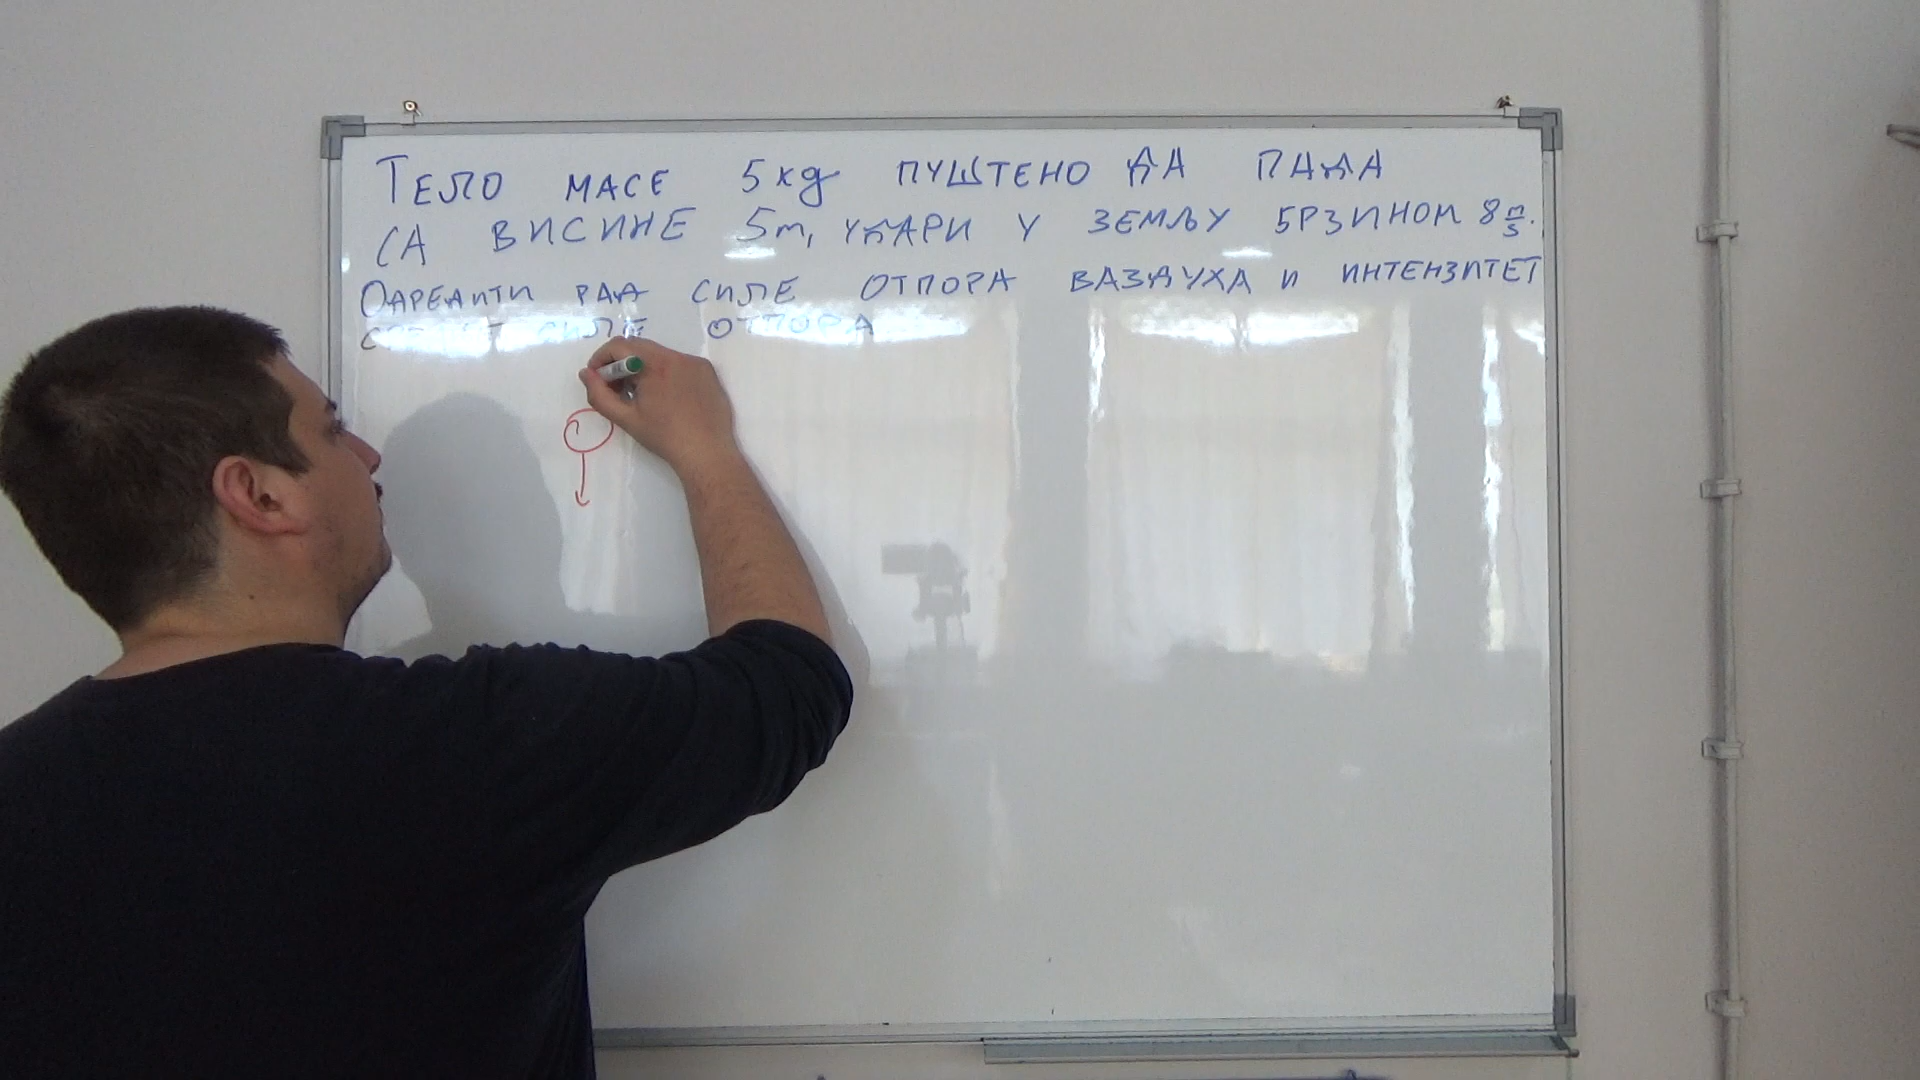 ТЕЛО МАСЕ 5kg ПУШТЕНО ДА ПАДА
СА ВИСИНЕ 5m, УДАРИ У ЗЕМЉУ БРЗИНОМ 8 m/s.
ОДРЕДИТИ РАД СИЛЕ ОТПОРА ВАЗДУХА И ИНТЕНЗИТЕТ
СИЛЕ ОТПОРА